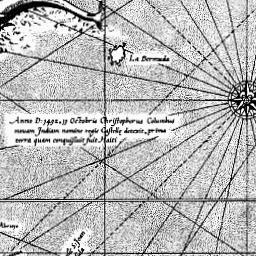 La Bermuda
Anno D. 1492, 11 Octobris Christophorus Columbus
novam Indiam nomine regis Castellæ detexit, prima
terra quam conquisivit fuit Haiti